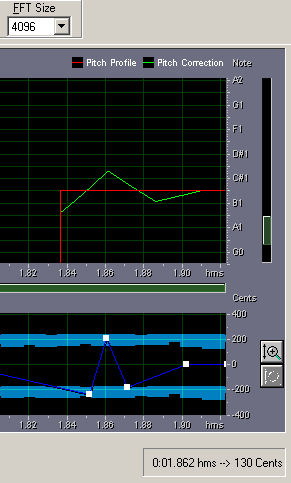 FFT Size
4096
Pitch Profile Pitch Correction Note
A2
G1
F1
D#1
C#1
B1
A1
G0
1.82 1.84 1.86 1.88 1.90 hms
Cents
400
200
0
-200
-400
1.82 1.84 1.86 1.88 1.90 hms
0:01.862 hms --> 130 Cents